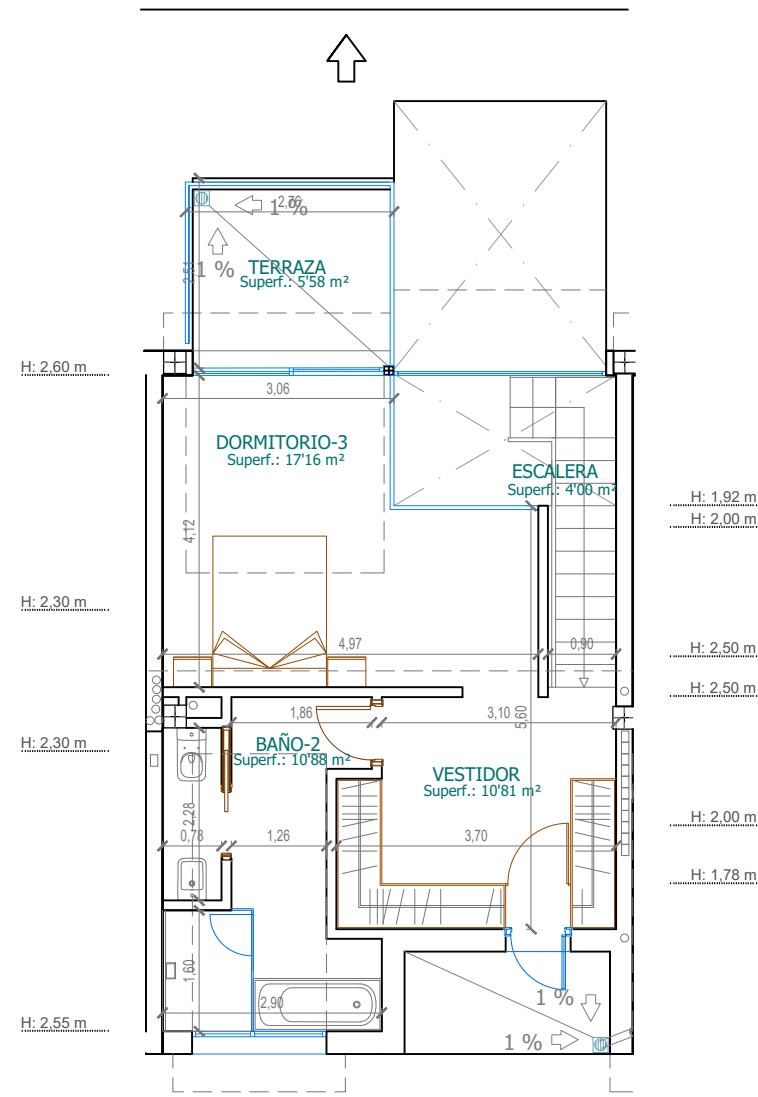 2,76
1 %
2,51
1 %
TERRAZA
Superf.: 5'58 m²
H: 2,60 m
3,06
DORMITORIO-3
Superf.: 17'16 m²
ESCALERA
Superf.: 4'00 m²
H: 1,92 m
H: 2,00 m
4,12
H: 2,30 m
4,97
0,90
H: 2,50 m
H: 2,50 m
1,86
3,10
5,60
H: 2,30 m
BAÑO-2
Superf.: 10'88 m²
VESTIDOR
Superf.: 10'81 m²
2,28
H: 2,00 m
0,78
1,26
3,70
H: 1,78 m
1,60
2,90
1 %
H: 2,55 m
1 %